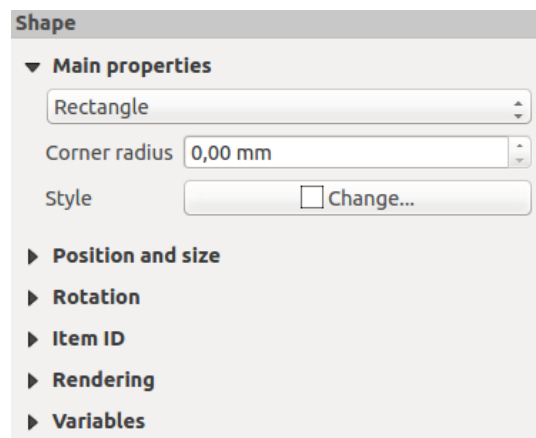 Shape
Main properties
Rectangle
Corner radius 0,00 mm
Style Change...
Position and size
Rotation
Item ID
Rendering
Variables